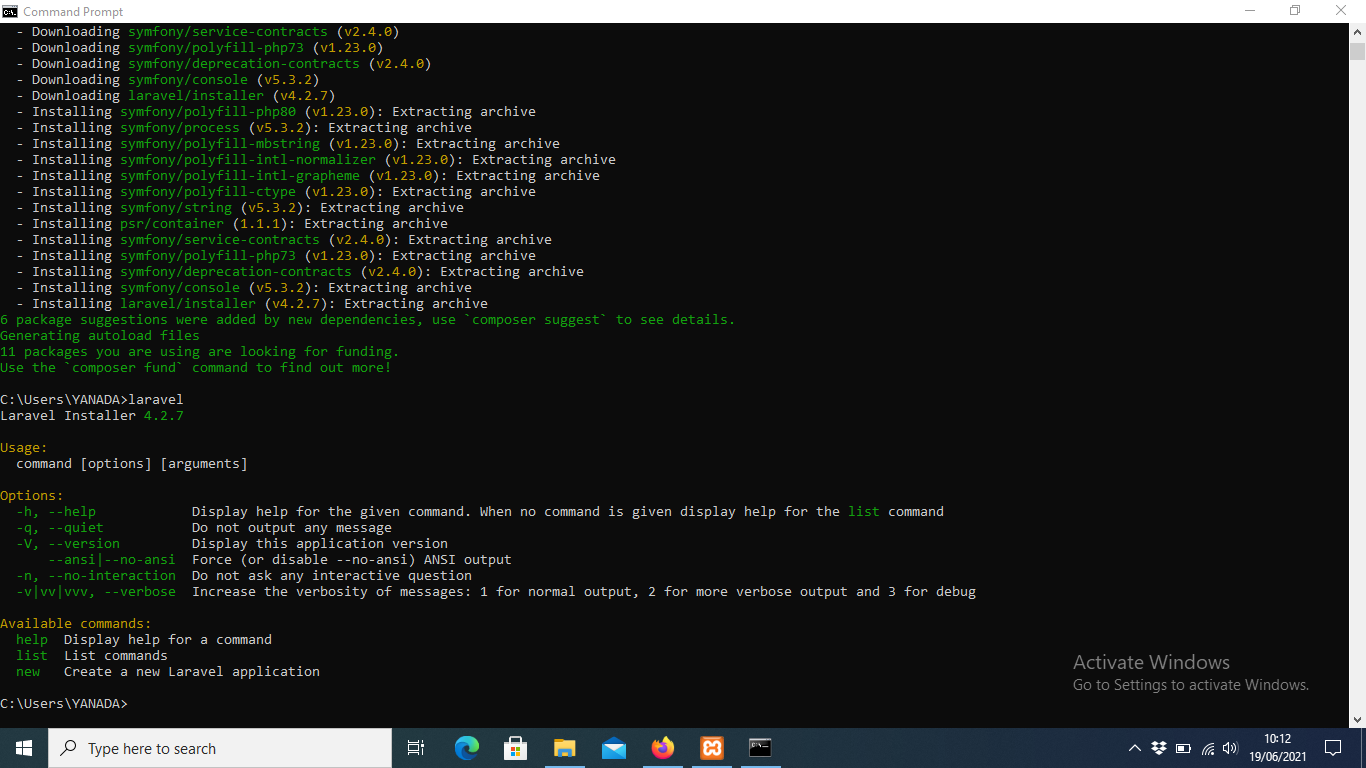 Command Prompt
- Downloading symfony/service-contracts (v2.4.0)
- Downloading symfony/polyfill-php73 (v1.23.0)
- Downloading symfony/deprecation-contracts (v2.4.0)
- Downloading symfony/console (v5.3.2)
- Downloading laravel/installer (v4.2.7)
- Installing symfony/polyfill-php80 (v1.23.0): Extracting archive
- Installing symfony/process (v5.3.2): Extracting archive
- Installing symfony/polyfill-mbstring (v1.23.0): Extracting archive
- Installing symfony/polyfill-intl-normalizer (v1.23.0): Extracting archive
- Installing symfony/polyfill-intl-grapheme (v1.23.0): Extracting archive
- Installing symfony/polyfill-ctype (v1.23.0): Extracting archive
- Installing symfony/string (v5.3.2): Extracting archive
- Installing psr/container (1.1.1): Extracting archive
- Installing symfony/service-contracts (v2.4.0): Extracting archive
- Installing symfony/polyfill-php73 (v1.23.0): Extracting archive
- Installing symfony/deprecation-contracts (v2.4.0): Extracting archive
- Installing symfony/console (v5.3.2): Extracting archive
- Installing laravel/installer (v4.2.7): Extracting archive
6 package suggestions were added by new dependencies, use `composer suggest` to see details.
Generating autoload files
11 packages you are using are looking for funding.
Use the `composer fund` command to find out more!
C:\Users\YANADA>laravel
Laravel Installer 4.2.7
Usage:
command [options] [arguments]
Options:
-h, --help Display help for the given command. When no command is given display help for the list command
-q, --quiet Do not output any message
-V, --version Display this application version
--ansi|--no-ansi Force (or disable --no-ansi) ANSI output
-n, --no-interaction Do not ask any interactive question
-v|vv|vvv, --verbose Increase the verbosity of messages: 1 for normal output, 2 for more verbose output and 3 for debug
Available commands:
help Display help for a command
list List commands
new Create a new Laravel application
C:\Users\YANADA>
Activate Windows
Go to Settings to activate Windows.
Type here to search
10:12
19/06/2021